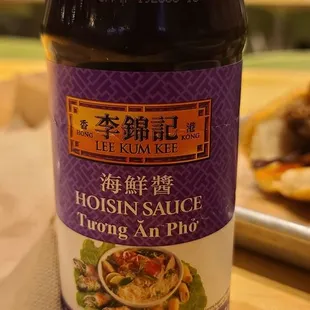 香 李錦記 港
HONG KONG
LEE KUM KEE
海鮮醬
HOISIN SAUCE
Tương Ăn Phở